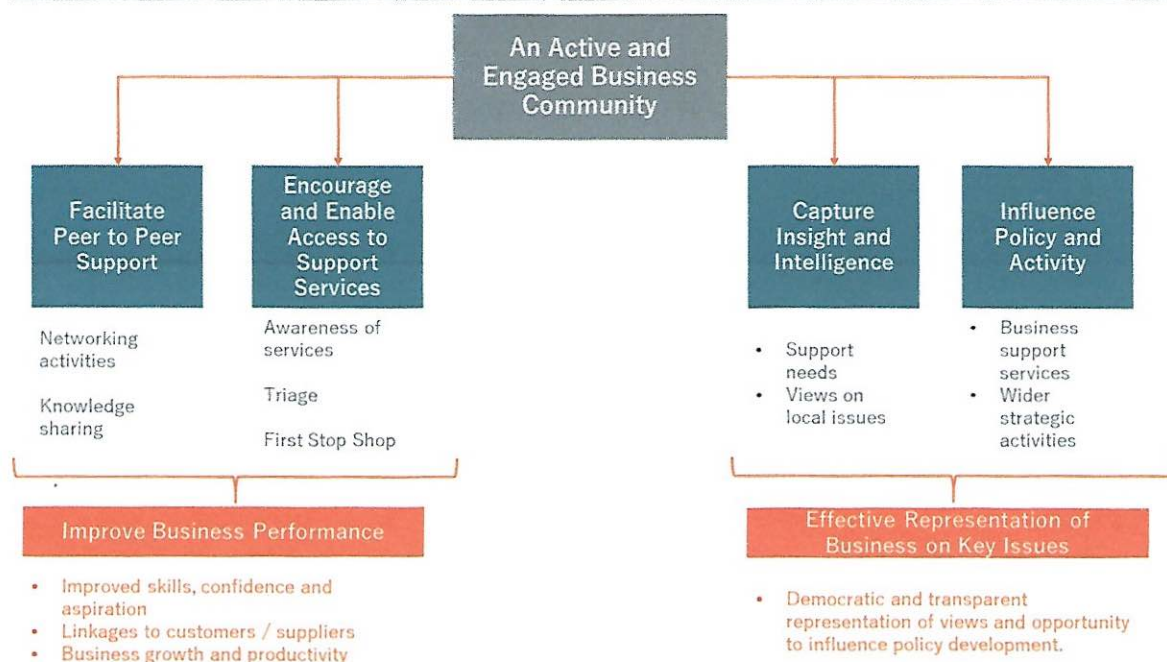 An Active and
Engaged Business
Community
Facilitate
Peer to Peer
Support
Networking
activities
Knowledge
sharing
Encourage
and Enable
Access to
Support
Services
Awareness of
services
Triage
First Stop Shop
Capture
Insight and
Intelligence
• Support
needs
• Views on
local issues
Influence
Policy and
Activity
• Business
support
services
• Wider
strategic
activities
Improve Business Performance
• Improved skills, confidence and
aspiration
• Linkages to customers / suppliers
• Business growth and productivity
Effective Representation of
Business on Key Issues
• Democratic and transparent
representation of views and opportunity
to influence policy development.